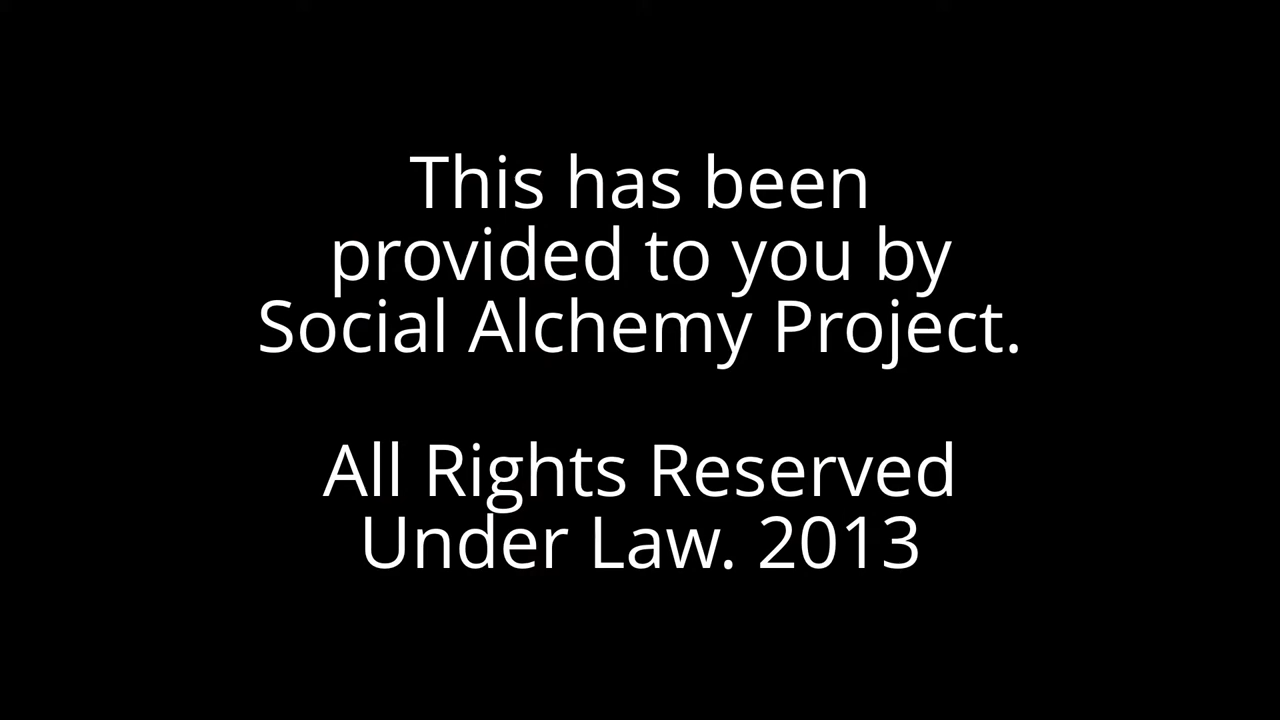 This has been
provided to you by
Social Alchemy Project.
All Rights Reserved
Under Law. 2013